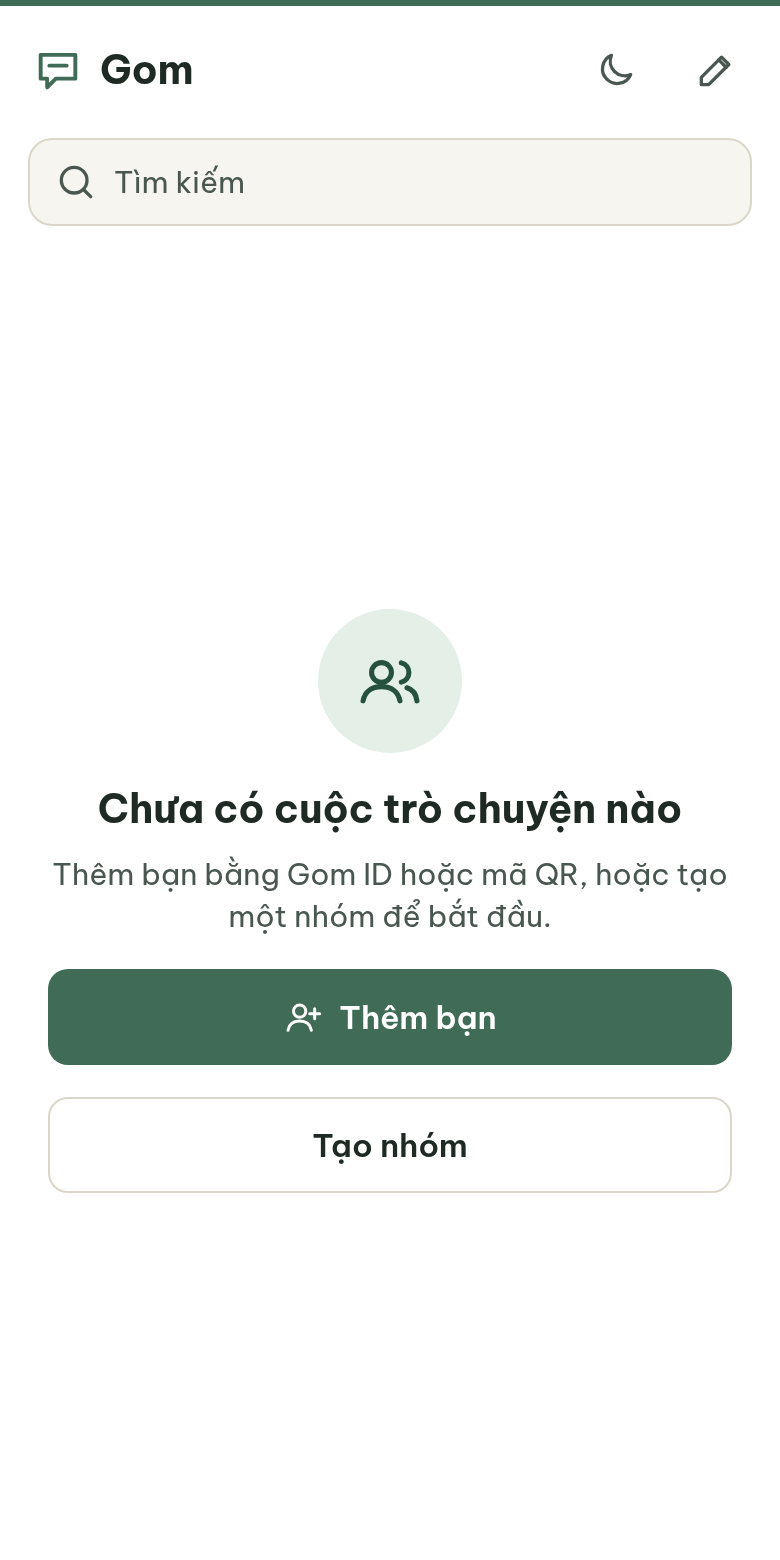 Gom
Tìm kiếm
Chưa có cuộc trò chuyện nào
Thêm bạn bằng Gom ID hoặc mã QR, hoặc tạo
một nhóm để bắt đầu.
Thêm bạn
Tạo nhóm